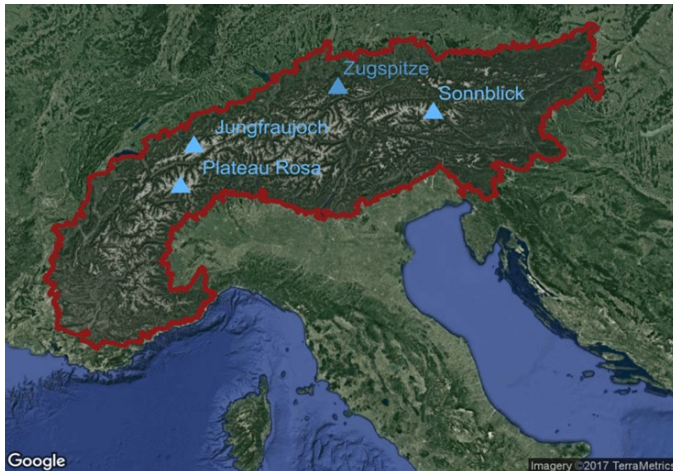 Zugspitze
Sonnblick
Jungfraujoch
Plateau Rosa
Google
Imagery ©2017 TerraMetrics